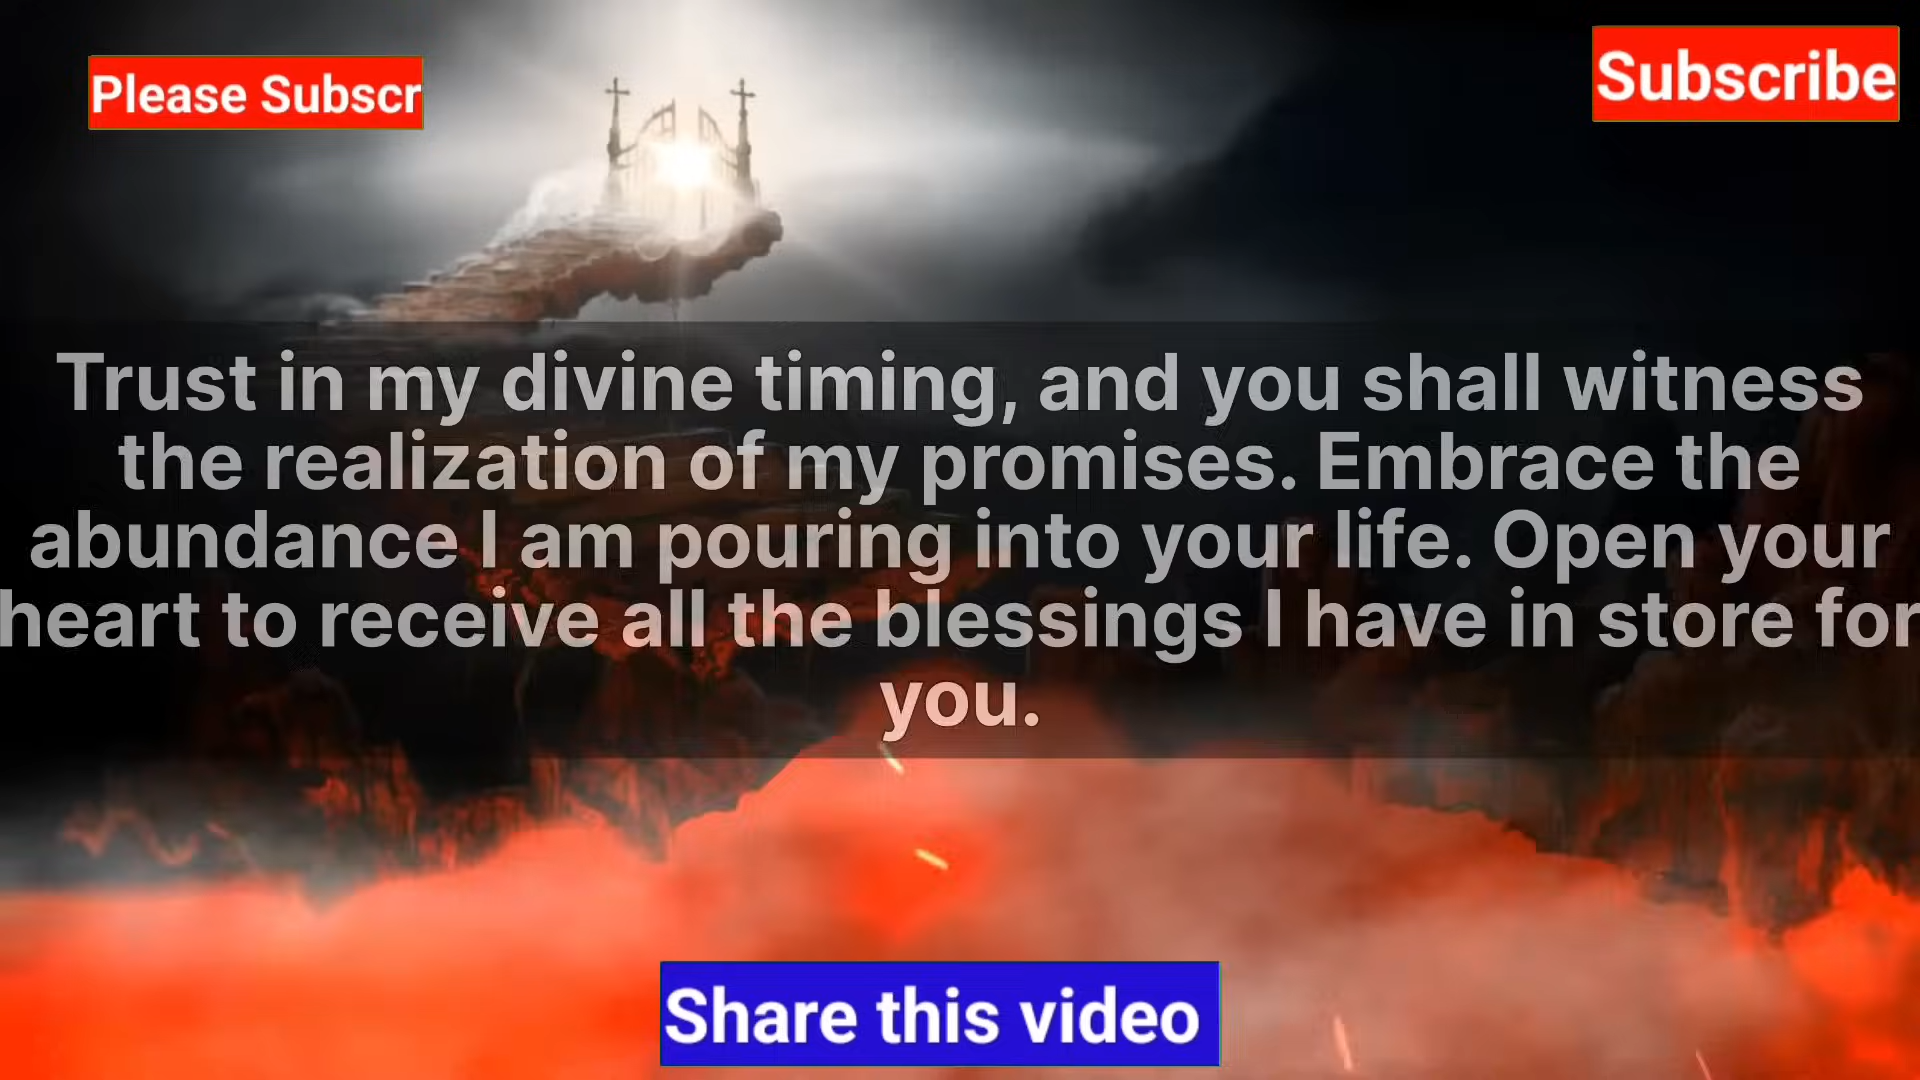 Please Subscr
Subscribe
Trust in my divine timing, and you shall witness
the realization of my promises. Embrace the
abundance I am pouring into your life. Open your
heart to receive all the blessings I have in store for
you.
Share this video